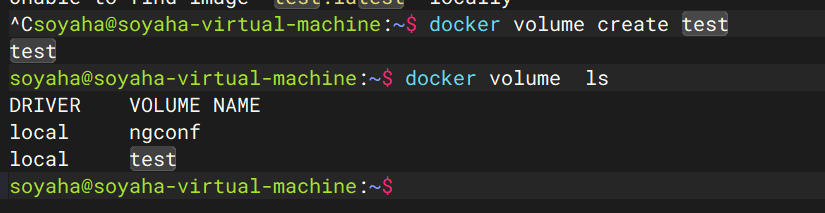 Unable to find image 'test:latest' locally
^Csoyaha@soyaha-virtual-machine:~$ docker volume create test
test
soyaha@soyaha-virtual-machine:~$ docker volume  ls
DRIVER    VOLUME NAME
local     ngconf
local     test
soyaha@soyaha-virtual-machine:~$